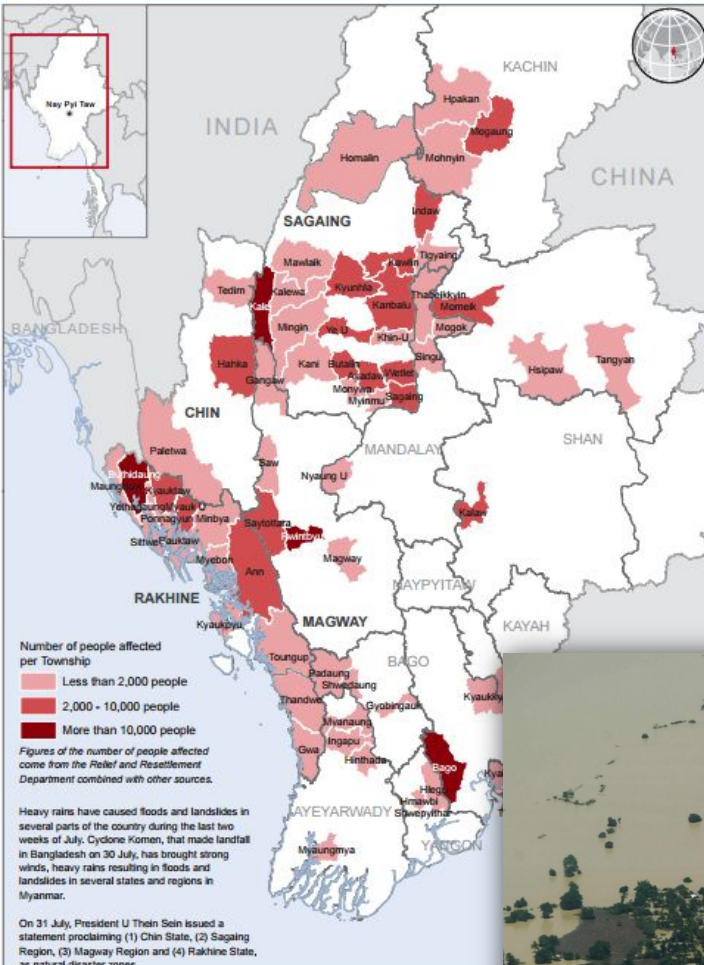 Nay Pyi Taw
KACHIN
Hpakan
INDIA
Mogaung
Homalin
Mohnyin
CHINA
SAGAING
Indaw
Mawlaik
Kawlin
Tigyaing
Tedim
Kale
Kalewa
Kyunhla
Thabeikkyin
Kanbalu
Momeik
BANGLADESH
Mingin
Ye U
Khin-U
Mogok
Hahka
Gangaw
Kani
Butalin
Wetlet
Singu
Hsipaw
Tangyan
Monywa
Sagaing
Myinmu
CHIN
Paletwa
Saw
Nyaung U
MANDALAY
SHAN
Buthidaung
Kyauktaw
Ponnagyun
Minbya
Saytottara
Kalaw
Sittwe
Pauktaw
Myebon
Ann
Magway
NAYPYITAW
RAKHINE
MAGWAY
KAYAH
Kyaukpyu
Number of people affected
per Township
Toungup
BAGO
Less than 2,000 people
Padaung
Shwedaung
2,000 - 10,000 people
Thandwe
Gyobingauk
More than 10,000 people
Myanaung
Gwa
Ingapu
Bago
Hinthada
Figures of the number of people affected
come from the Relief and Resettlement
Department combined with other sources.
Hmawbi
Shwepyithar
AYEYARWADY
YANGON
Myaungmya
Heavy rains have caused floods and landslides in
several parts of the country during the last two
weeks of July. Cyclone Komen, that made landfall
in Bangladesh on 30 July, has brought strong
winds, heavy rains resulting in floods and
landslides in several states and regions in
Myanmar.
On 31 July, President U Thein Sein issued a
statement proclaiming (1) Chin State, (2) Sagaing
Region, (3) Magway Region and (4) Rakhine State,
as natural disaster zones.